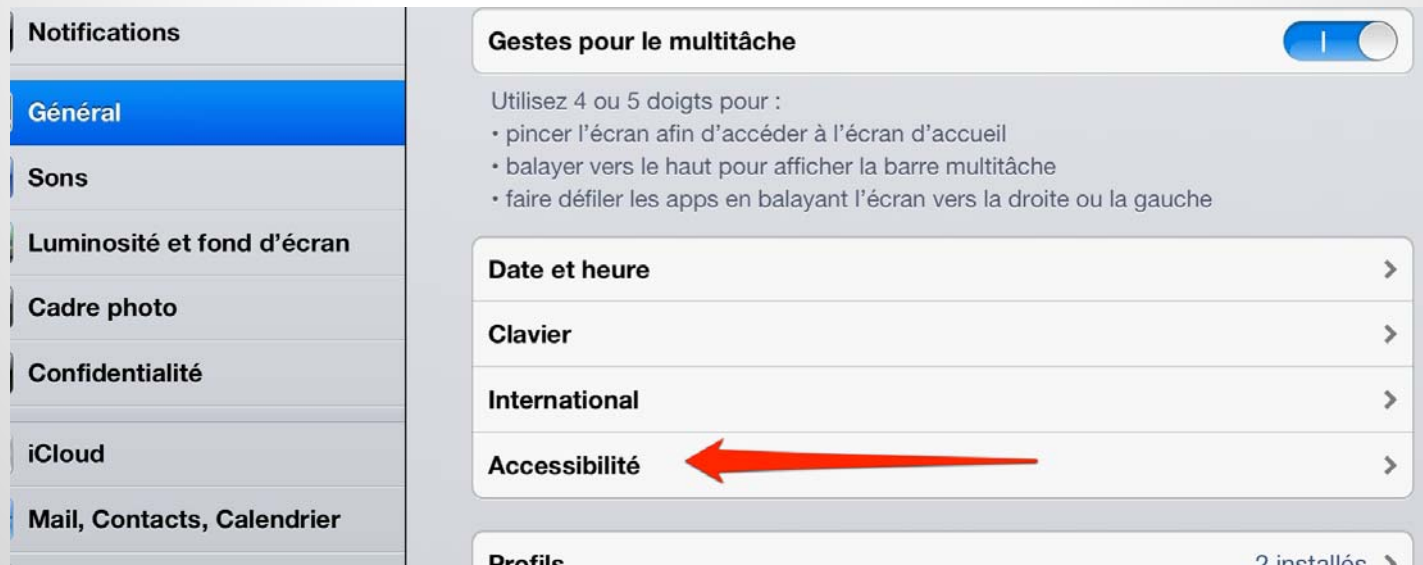 Notifications
Général
Sons
Luminosité et fond d'écran
Cadre photo
Confidentialité
iCloud
Mail, Contacts, Calendrier
Gestes pour le multitâche
Utilisez 4 ou 5 doigts pour :
• pincer l'écran afin d'accéder à l'écran d'accueil
• balayer vers le haut pour afficher la barre multitâche
• faire défiler les apps en balayant l'écran vers la droite ou la gauche
Date et heure
Clavier
International
Accessibilité
Profils
2 installés